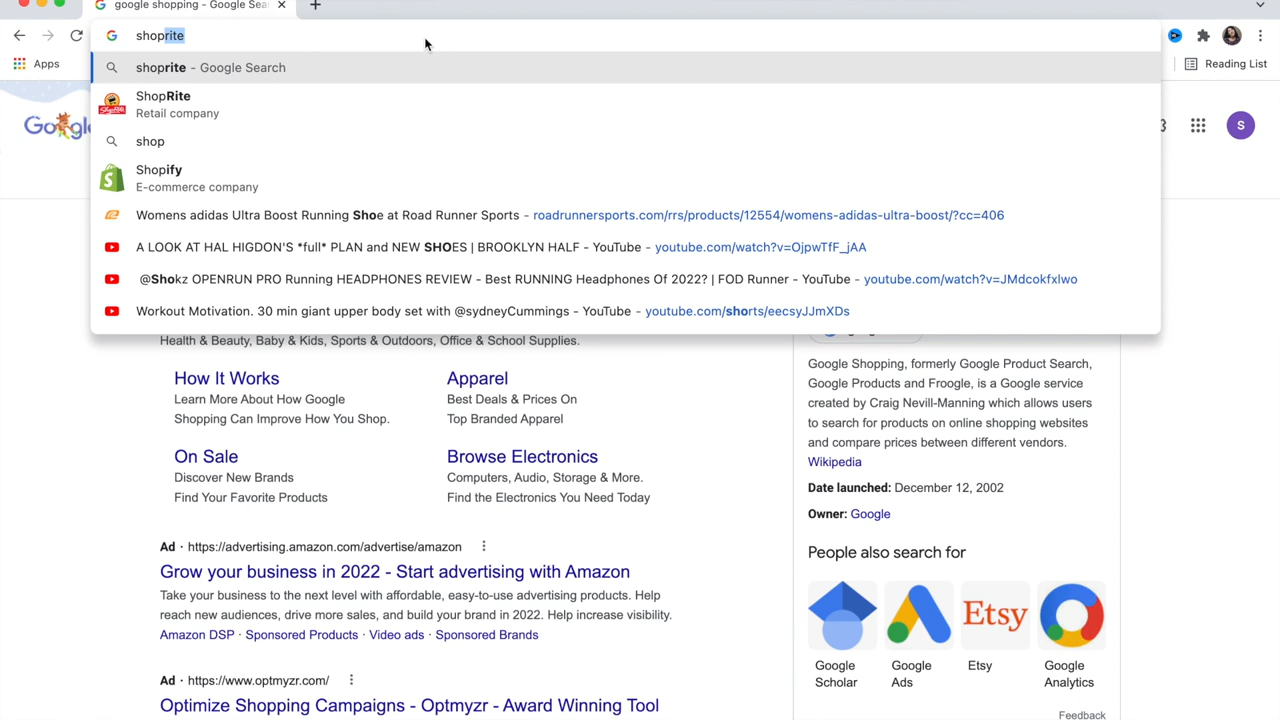 google shopping - Google Sea
shoprite
Apps
Reading List
shoprite - Google Search
ShopRite
Retail company
shop
Shopify
E-commerce company
Womens adidas Ultra Boost Running Shoe at Road Runner Sports - roadrunnersports.com/rrs/products/12554/womens-adidas-ultra-boost/?cc=406
A LOOK AT HAL HIGDON'S *full* PLAN and NEW SHOES | BROOKLYN HALF - YouTube - youtube.com/watch?v=OjpwTfF_jAA
@Shokz OPENRUN PRO Running HEADPHONES REVIEW - Best RUNNING Headphones Of 2022? | FOD Runner - YouTube - youtube.com/watch?v=JMdcokfxlwo
Workout Motivation. 30 min giant upper body set with @sydneyCummings - YouTube - youtube.com/shorts/eecsyJJmXDs
Google
S
Health & Beauty, Baby & Kids, Sports & Outdoors, Office & School Supplies.
How It Works
Learn More About How Google
Shopping Can Improve How You Shop.
Apparel
Best Deals & Prices On
Top Branded Apparel
On Sale
Discover New Brands
Find Your Favorite Products
Browse Electronics
Computers, Audio, Storage & More.
Find the Electronics You Need Today
Ad · https://advertising.amazon.com/advertise/amazon
Grow your business in 2022 - Start advertising with Amazon
Take your business to the next level with affordable, easy-to-use advertising products. Help
reach new audiences, drive more sales, and build your brand in 2022. Help increase visibility.
Amazon DSP · Sponsored Products · Video ads · Sponsored Brands
Ad · https://www.optmyzr.com/
Optimize Shopping Campaigns - Optmyzr - Award Winning Tool
Google Shopping, formerly Google Product Search,
Google Products and Froogle, is a Google service
created by Craig Nevill-Manning which allows users
to search for products on online shopping websites
and compare prices between different vendors.
Wikipedia
Date launched: December 12, 2002
Owner: Google
People also search for
Etsy
Google
Scholar
Google
Ads
Etsy
Google
Analytics
Feedback